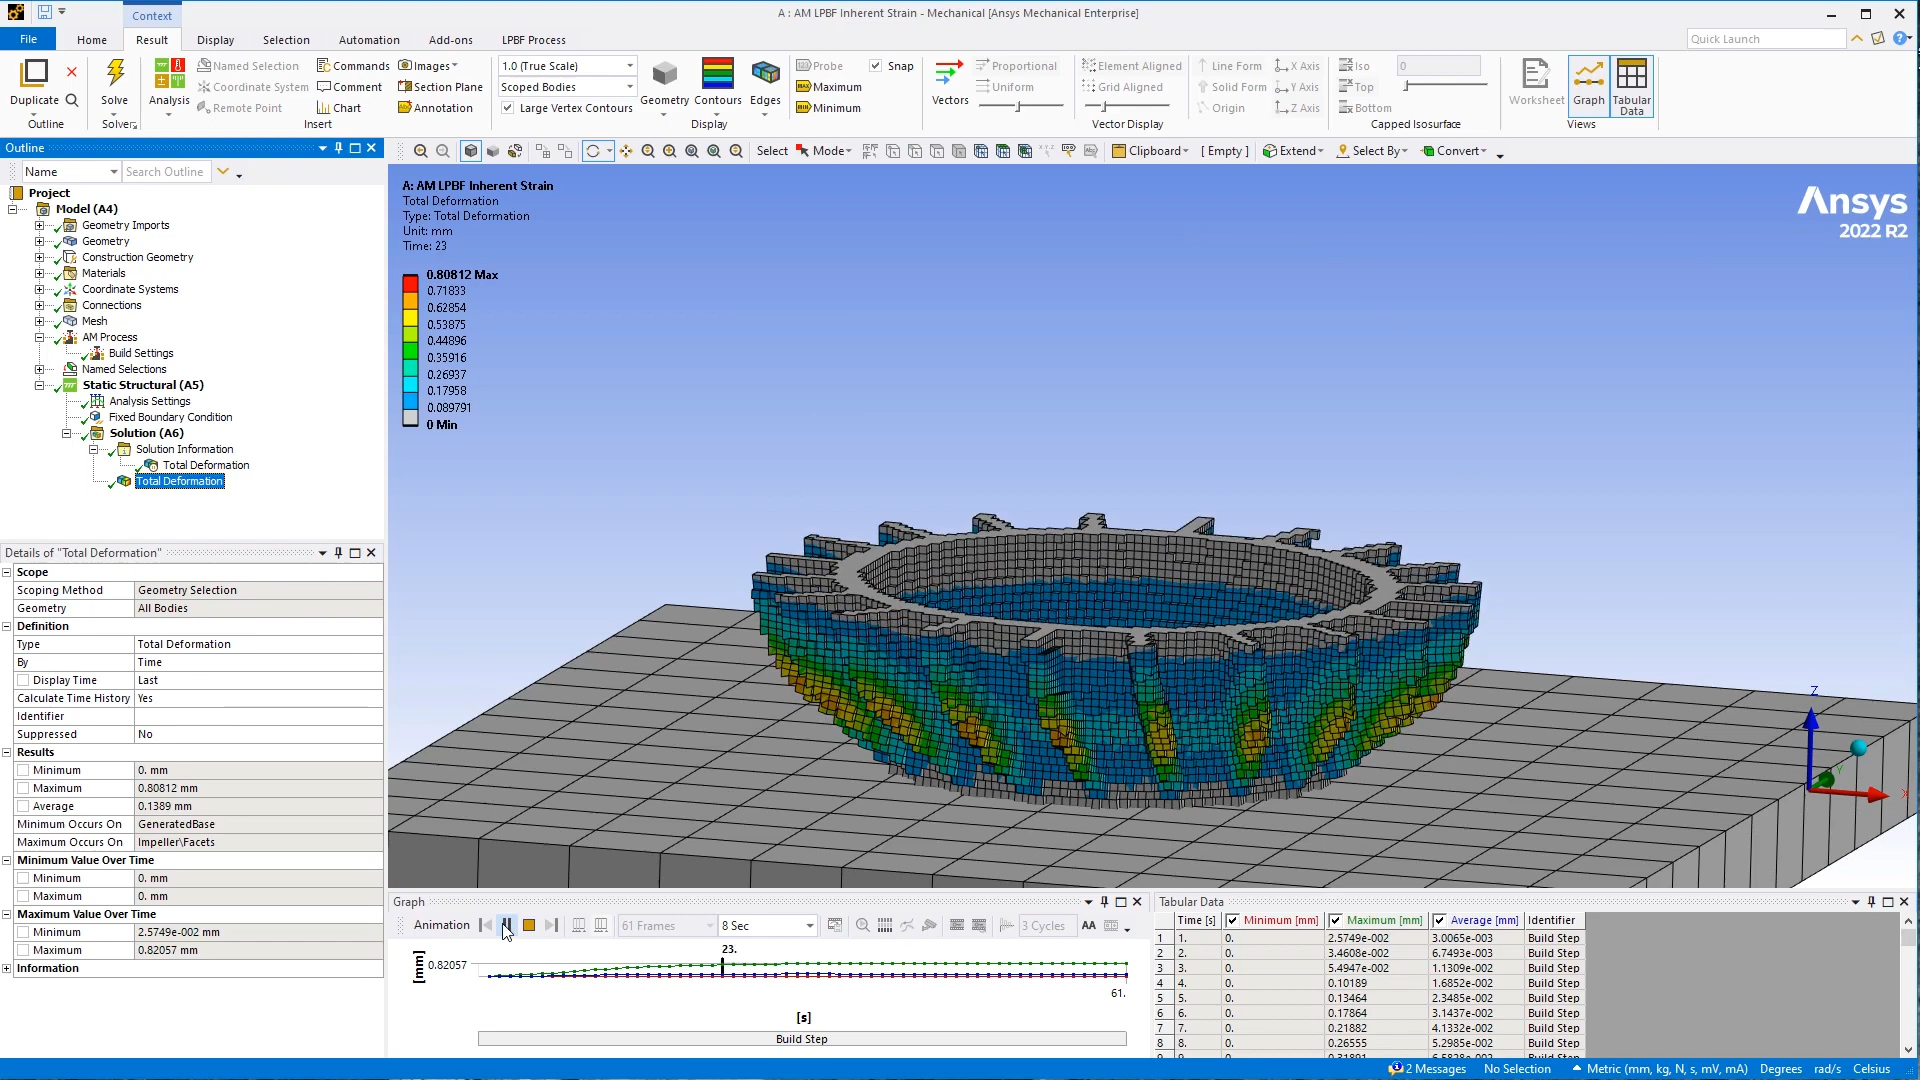 Context
A : AM LPBF Inherent Strain - Mechanical [Ansys Mechanical Enterprise]
File Home Result Display Selection Automation Add-ons LPBF Process
Quick Launch
Duplicate
Outline
Solve
Solver
Analysis
Named Selection
Coordinate System
Remote Point
Commands
Comment
Chart
Images
Section Plane
Annotation
Insert
1.0 (True Scale)
Scoped Bodies
Large Vertex Contours
Geometry
Contours
Edges
Display
Probe
Maximum
Minimum
Snap
Vectors
Proportional
Uniform
Element Aligned
Grid Aligned
Line Form
Solid Form
Origin
X Axis
Y Axis
Z Axis
Vector Display
Iso
Top
Bottom
0
Capped Isosurface
Worksheet
Graph
Tabular
Data
Views
Outline
Name
Search Outline
Select Mode Clipboard [ Empty ] Extend Select By Convert
Project
Model (A4)
Geometry Imports
Geometry
Construction Geometry
Materials
Coordinate Systems
Connections
Mesh
AM Process
Build Settings
Named Selections
Static Structural (A5)
Analysis Settings
Fixed Boundary Condition
Solution (A6)
Solution Information
Total Deformation
Total Deformation
Details of "Total Deformation"
Scope
Scoping Method Geometry Selection
Geometry All Bodies
Definition
Type Total Deformation
By Time
Display Time Last
Calculate Time History Yes
Identifier
Suppressed No
Results
Minimum 0. mm
Maximum 0.80812 mm
Average 0.1389 mm
Minimum Occurs On GeneratedBase
Maximum Occurs On Impeller\Facets
Minimum Value Over Time
Minimum 0. mm
Maximum 0. mm
Maximum Value Over Time
Minimum 2.5749e-002 mm
Maximum 0.82057 mm
Information
A: AM LPBF Inherent Strain
Total Deformation
Type: Total Deformation
Unit: mm
Time: 23
0.80812 Max
0.71833
0.62854
0.53875
0.44896
0.35916
0.26937
0.17958
0.089791
0 Min
Ansys
2022 R2
Z
Y
X
Graph
Animation 61 Frames 8 Sec 3 Cycles AA
[mm]
0.82057
23.
61.
[s]
Build Step
Tabular Data
Time [s] Minimum [mm] Maximum [mm] Average [mm] Identifier
1 1. 0. 2.5749e-002 3.0065e-003 Build Step
2 2. 0. 3.4608e-002 6.7493e-003 Build Step
3 3. 0. 5.4947e-002 1.1309e-002 Build Step
4 4. 0. 0.10189 1.6852e-002 Build Step
5 5. 0. 0.13464 2.3485e-002 Build Step
6 6. 0. 0.17864 3.1437e-002 Build Step
7 7. 0. 0.21882 4.1332e-002 Build Step
8 8. 0. 0.26555 5.2985e-002 Build Step
2 Messages No Selection Metric (mm, kg, N, s, mV, mA) Degrees rad/s Celsius